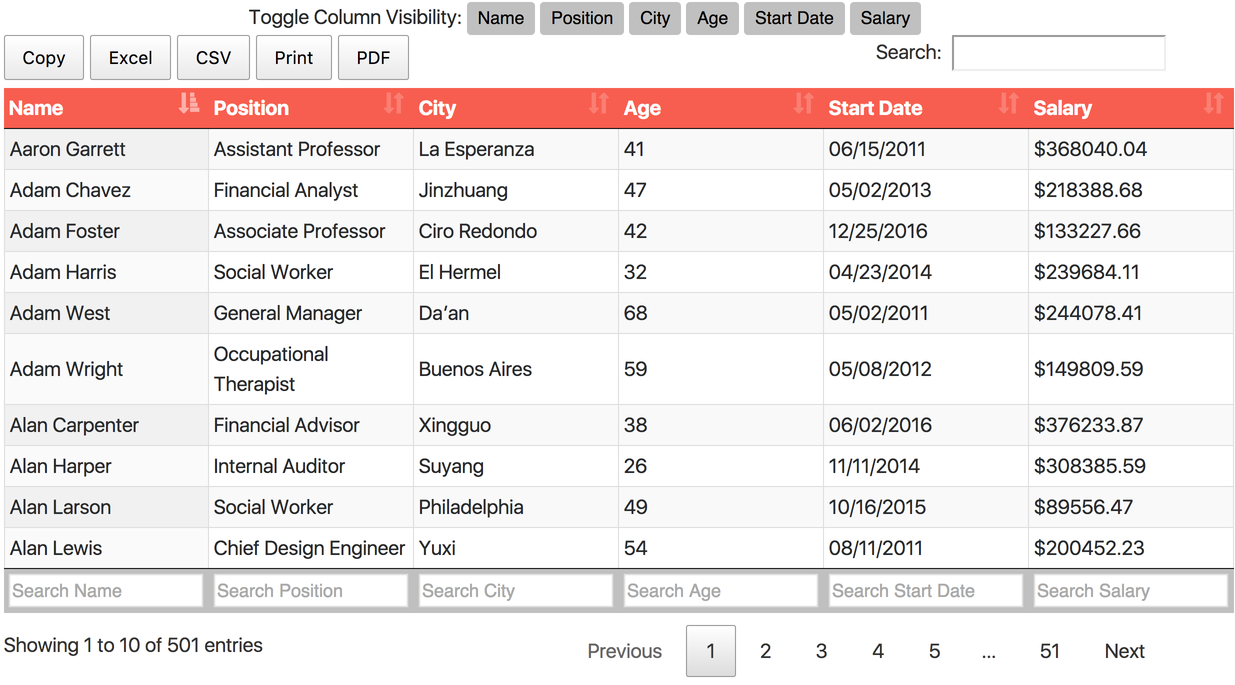 Toggle Column Visibility: Name Position City Age Start Date Salary
Copy Excel CSV Print PDF Search:
Name Position City Age Start Date Salary
Aaron Garrett Assistant Professor La Esperanza 41 06/15/2011 $368040.04
Adam Chavez Financial Analyst Jinzhuang 47 05/02/2013 $218388.68
Adam Foster Associate Professor Ciro Redondo 42 12/25/2016 $133227.66
Adam Harris Social Worker El Hermel 32 04/23/2014 $239684.11
Adam West General Manager Da’an 68 05/02/2011 $244078.41
Adam Wright Occupational Therapist Buenos Aires 59 05/08/2012 $149809.59
Alan Carpenter Financial Advisor Xingguo 38 06/02/2016 $376233.87
Alan Harper Internal Auditor Suyang 26 11/11/2014 $308385.59
Alan Larson Social Worker Philadelphia 49 10/16/2015 $89556.47
Alan Lewis Chief Design Engineer Yuxi 54 08/11/2011 $200452.23
Search Name Search Position Search City Search Age Search Start Date Search Salary
Showing 1 to 10 of 501 entries Previous 1 2 3 4 5 ... 51 Next